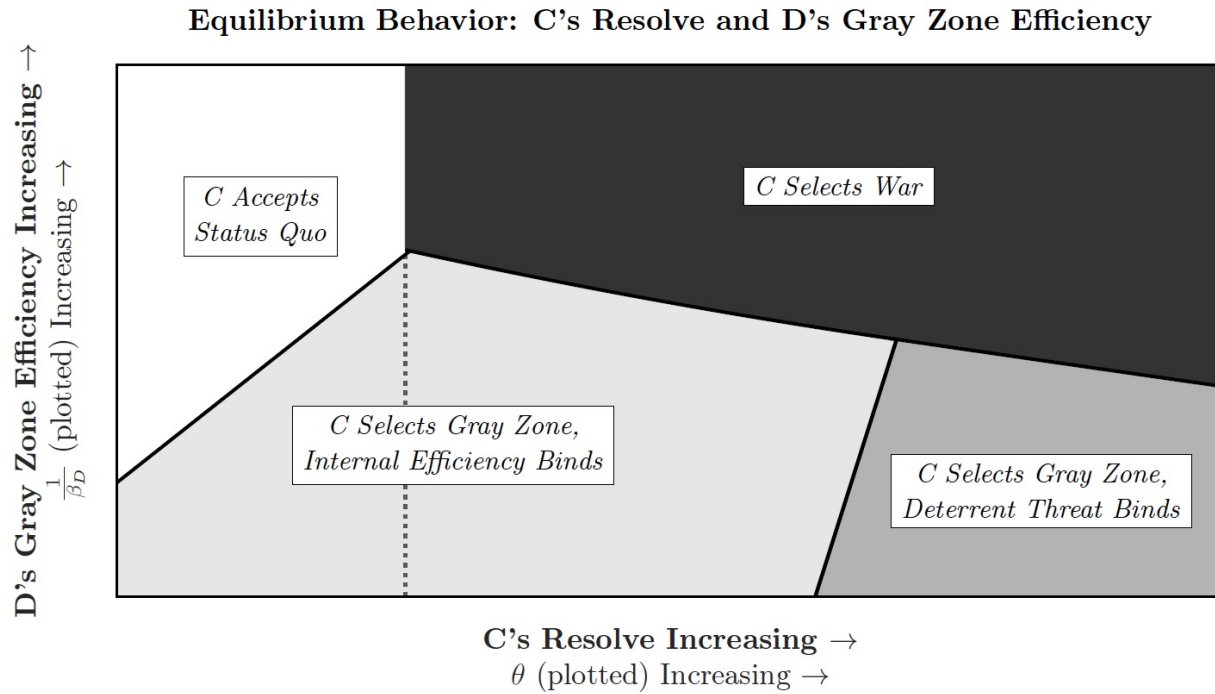 Equilibrium Behavior: C's Resolve and D's Gray Zone Efficiency
D's Gray Zone Efficiency Increasing →
1/β_D (plotted) Increasing →
C Accepts
Status Quo
C Selects War
C Selects Gray Zone,
Internal Efficiency Binds
C Selects Gray Zone,
Deterrent Threat Binds
C's Resolve Increasing →
θ (plotted) Increasing →